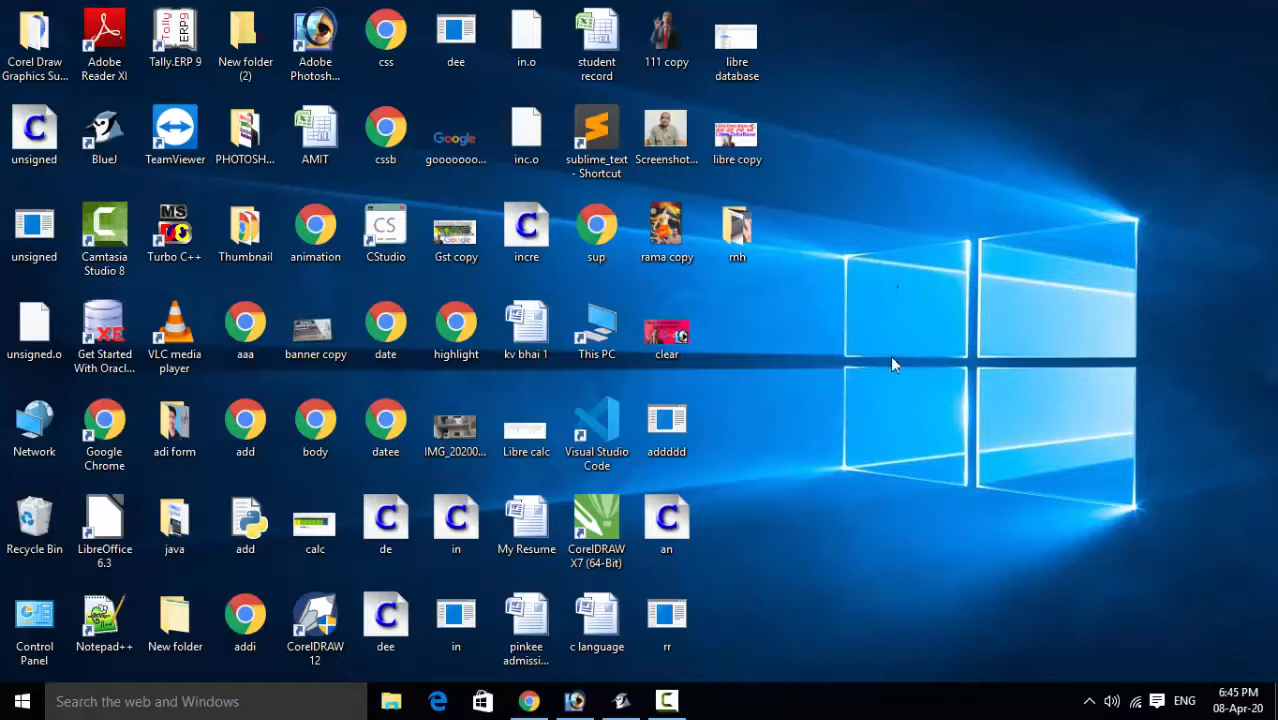 Corel Draw
Graphics Su...
Adobe
Reader XI
Tally.ERP 9
New folder
(2)
Adobe
Photosh...
css
dee
in.o
student
record
111 copy
libre
database
unsigned
BlueJ
TeamViewer
PHOTOSH...
AMIT
cssb
Google
gooooooo...
inc.o
sublime_text
- Shortcut
Screenshot...
libre copy
unsigned
Camtasia
Studio 8
MS
Turbo C++
Thumbnail
animation
CS
CStudio
Gst copy
incre
sup
rama copy
rnh
unsigned.o
XE
Get Started
With Oracl...
VLC media
player
aaa
banner copy
date
highlight
kv bhai 1
This PC
clear
Network
Google
Chrome
adi form
add
body
datee
IMG_20200...
Libre calc
Visual Studio
Code
addddd
Recycle Bin
LibreOffice
6.3
java
add
calc
de
in
My Resume
CorelDRAW
X7 (64-Bit)
an
Control
Panel
Notepad++
New folder
addi
CorelDRAW
12
dee
in
pinkee
admissi...
c language
rr
Search the web and Windows
ENG
6:45 PM
08-Apr-20